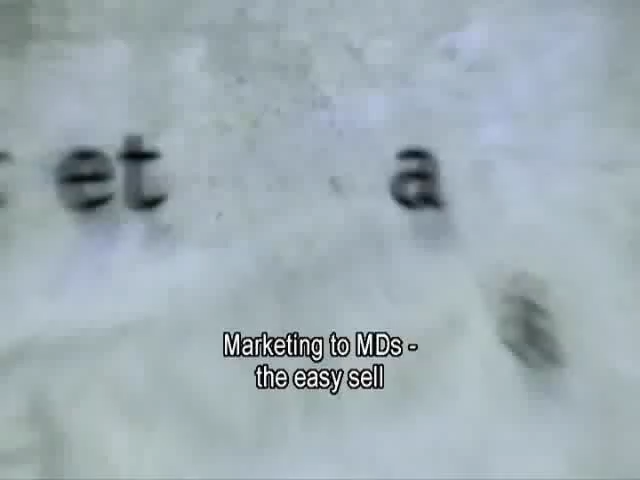 et a
Marketing to MDs -
the easy sell